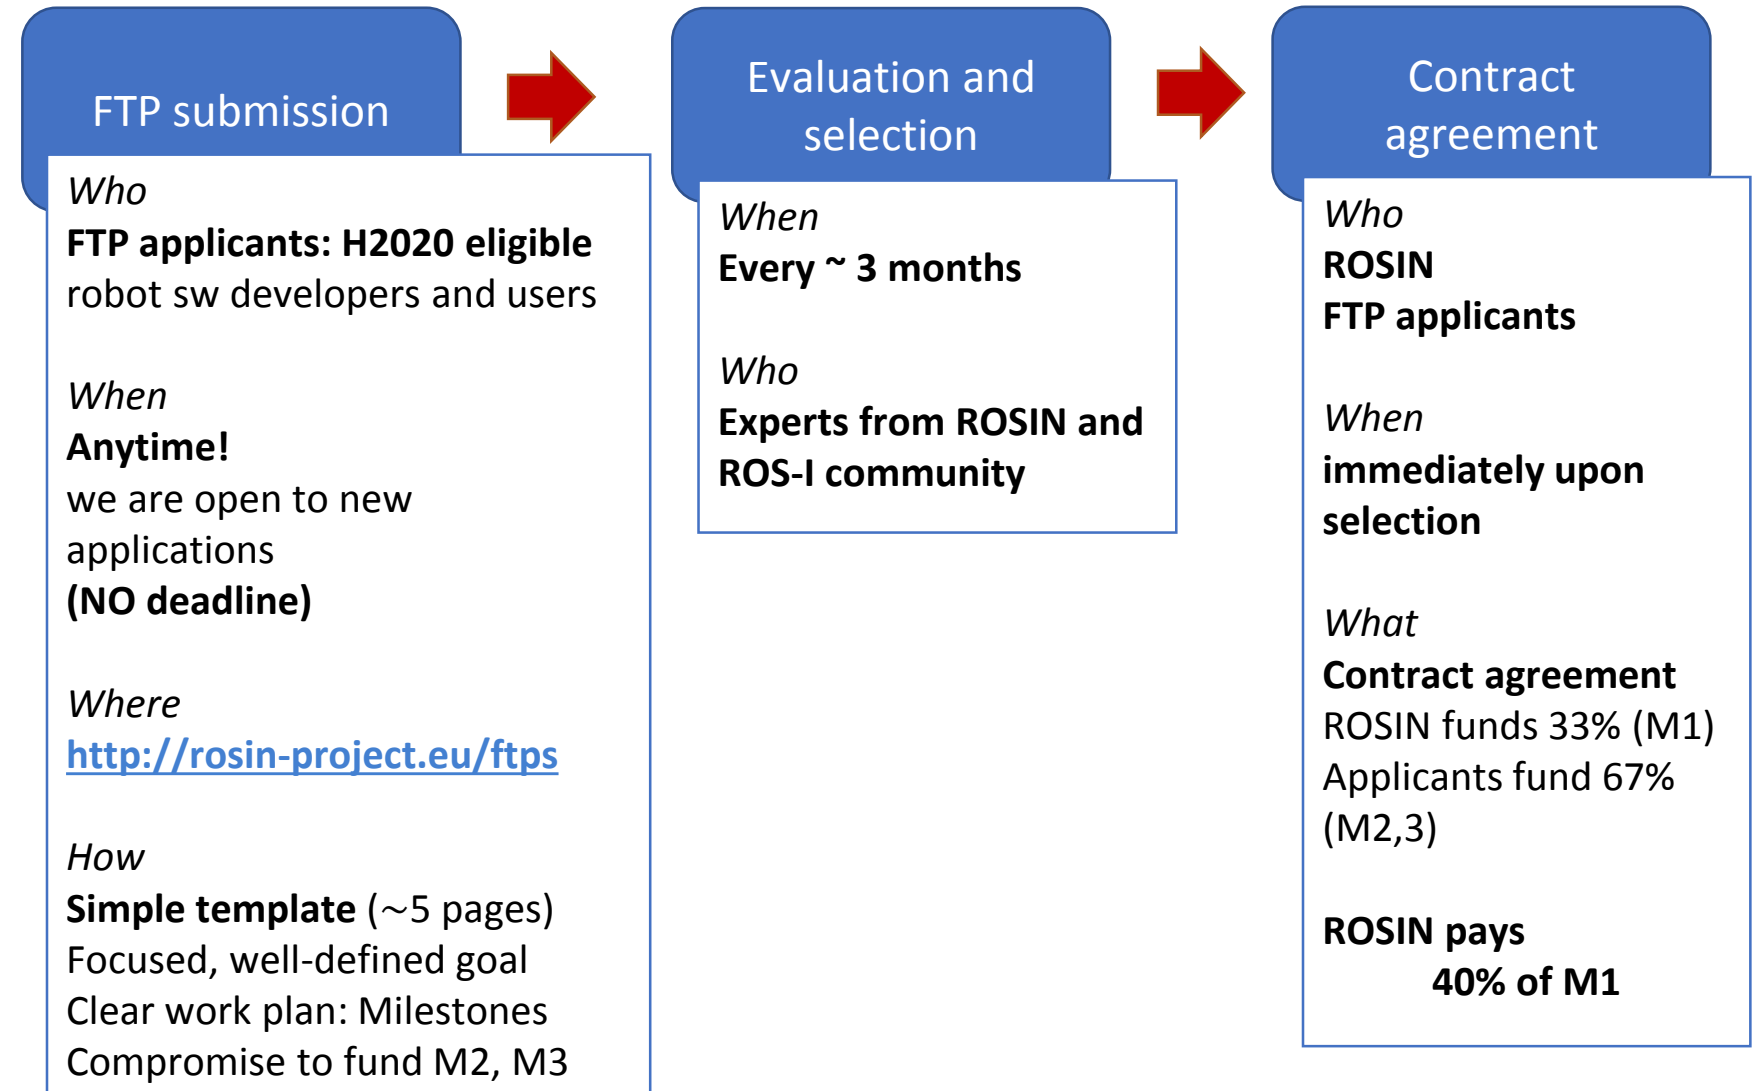 FTP submission
Who
FTP applicants: H2020 eligible
robot sw developers and users
When
Anytime!
we are open to new
applications
(NO deadline)
Where
http://rosin-project.eu/ftps
How
Simple template (~5 pages)
Focused, well-defined goal
Clear work plan: Milestones
Compromise to fund M2, M3
Evaluation and
selection
When
Every ~ 3 months
Who
Experts from ROSIN and
ROS-I community
Contract
agreement
Who
ROSIN
FTP applicants
When
immediately upon
selection
What
Contract agreement
ROSIN funds 33% (M1)
Applicants fund 67%
(M2,3)
ROSIN pays
40% of M1